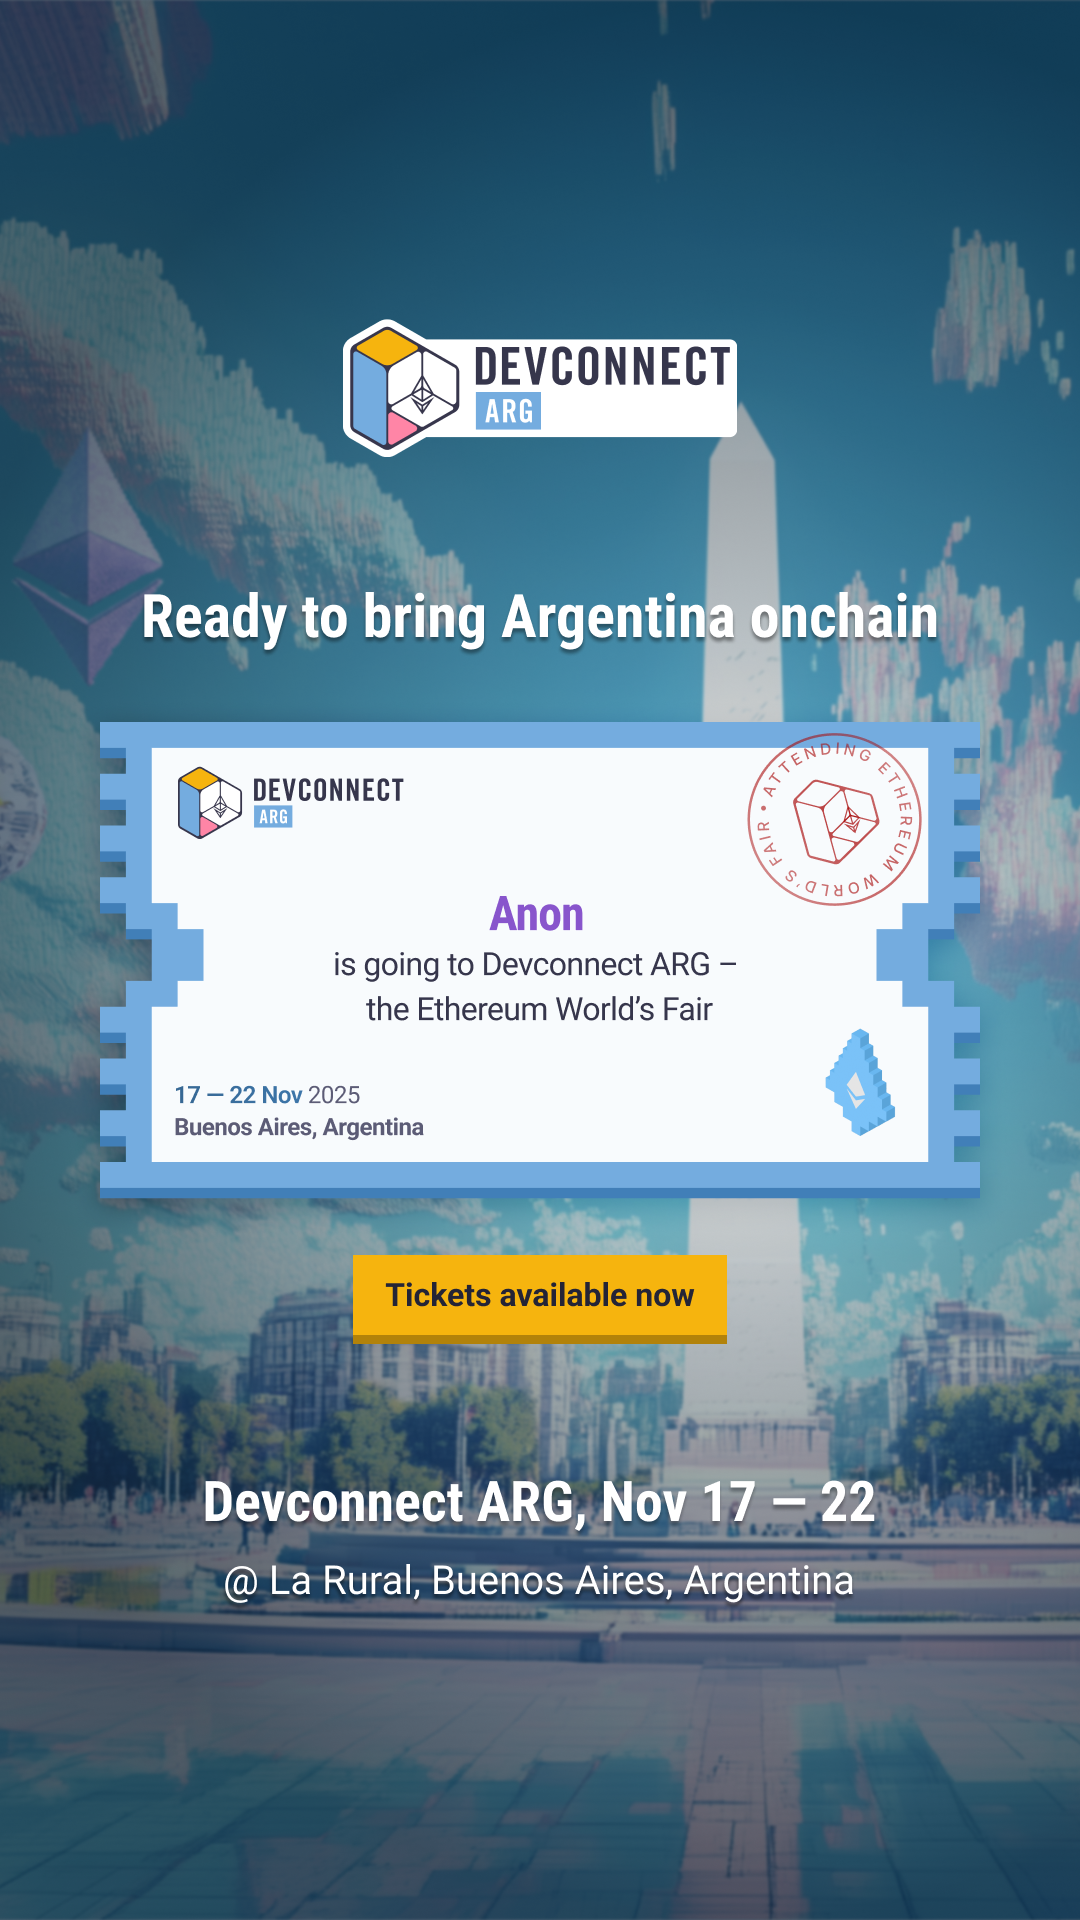 DEVCONNECT
ARG
Ready to bring Argentina onchain
DEVCONNECT
ARG
ATTENDING ETHEREUM WORLD'S FAIR •
Anon
is going to Devconnect ARG –
the Ethereum World’s Fair
17 — 22 Nov 2025
Buenos Aires, Argentina
Tickets available now
Devconnect ARG, Nov 17 — 22
@ La Rural, Buenos Aires, Argentina